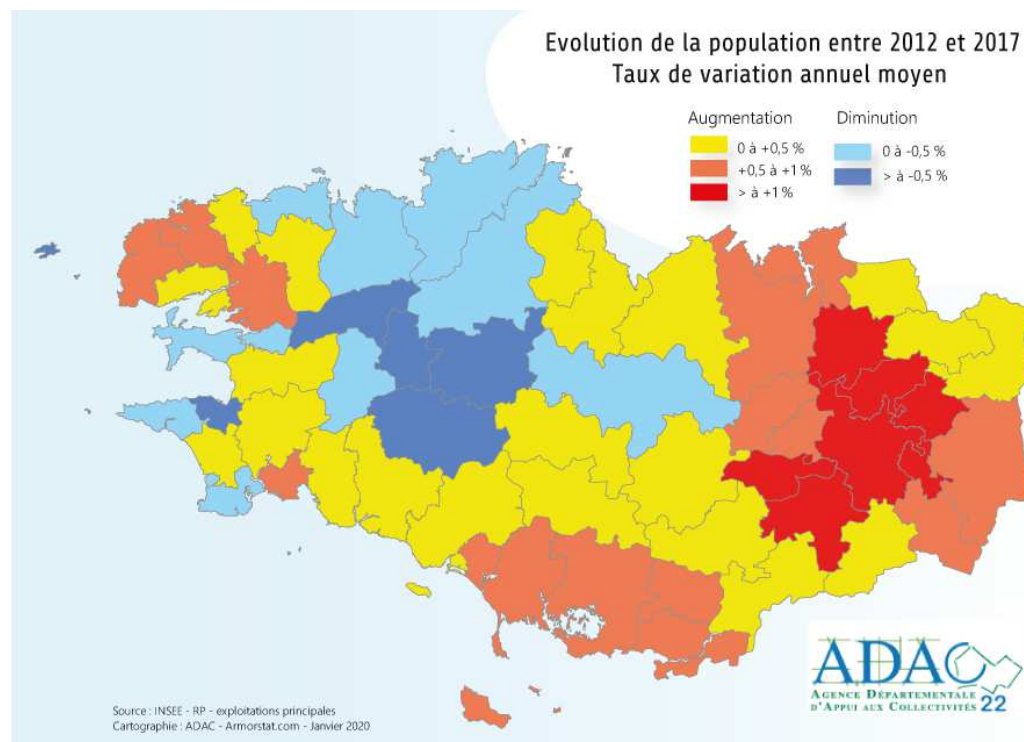 Evolution de la population entre 2012 et 2017
Taux de variation annuel moyen
Augmentation
0 à +0,5 %
+0,5 à +1 %
> à +1 %
Diminution
0 à -0,5 %
> à -0,5 %
ADAC
AGENCE DÉPARTEMENTALE
D'APPUI AUX COLLECTIVITÉS 22
Source : INSEE - RP - exploitations principales
Cartographie : ADAC - Armorstat.com - Janvier 2020